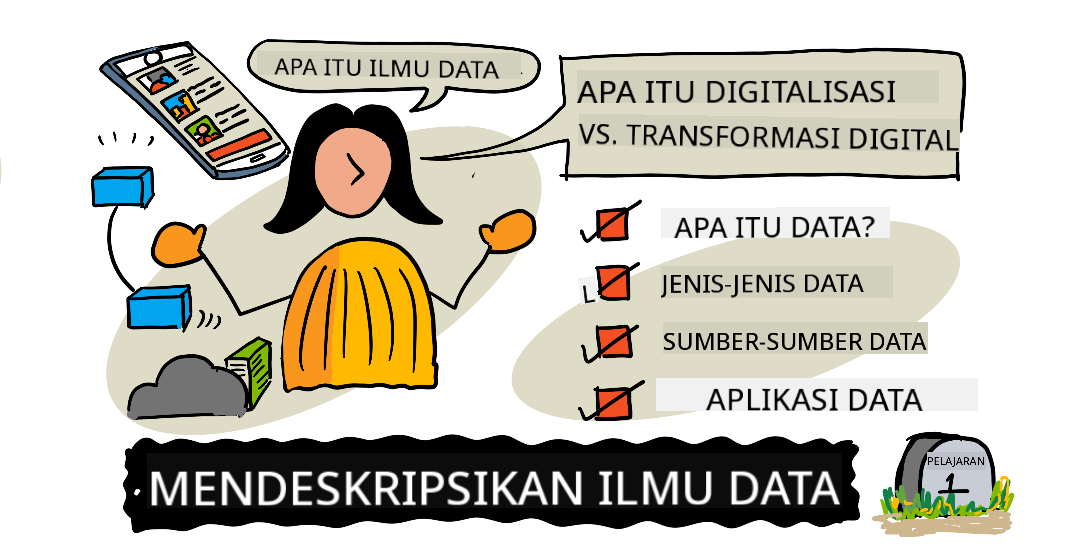 APA ITU ILMU DATA
APA ITU DIGITALISASI
VS. TRANSFORMASI DIGITAL
APA ITU DATA?
L
JENIS-JENIS DATA
SUMBER-SUMBER DATA
APLIKASI DATA
MENDESKRIPSIKAN ILMU DATA
PELAJARAN
1